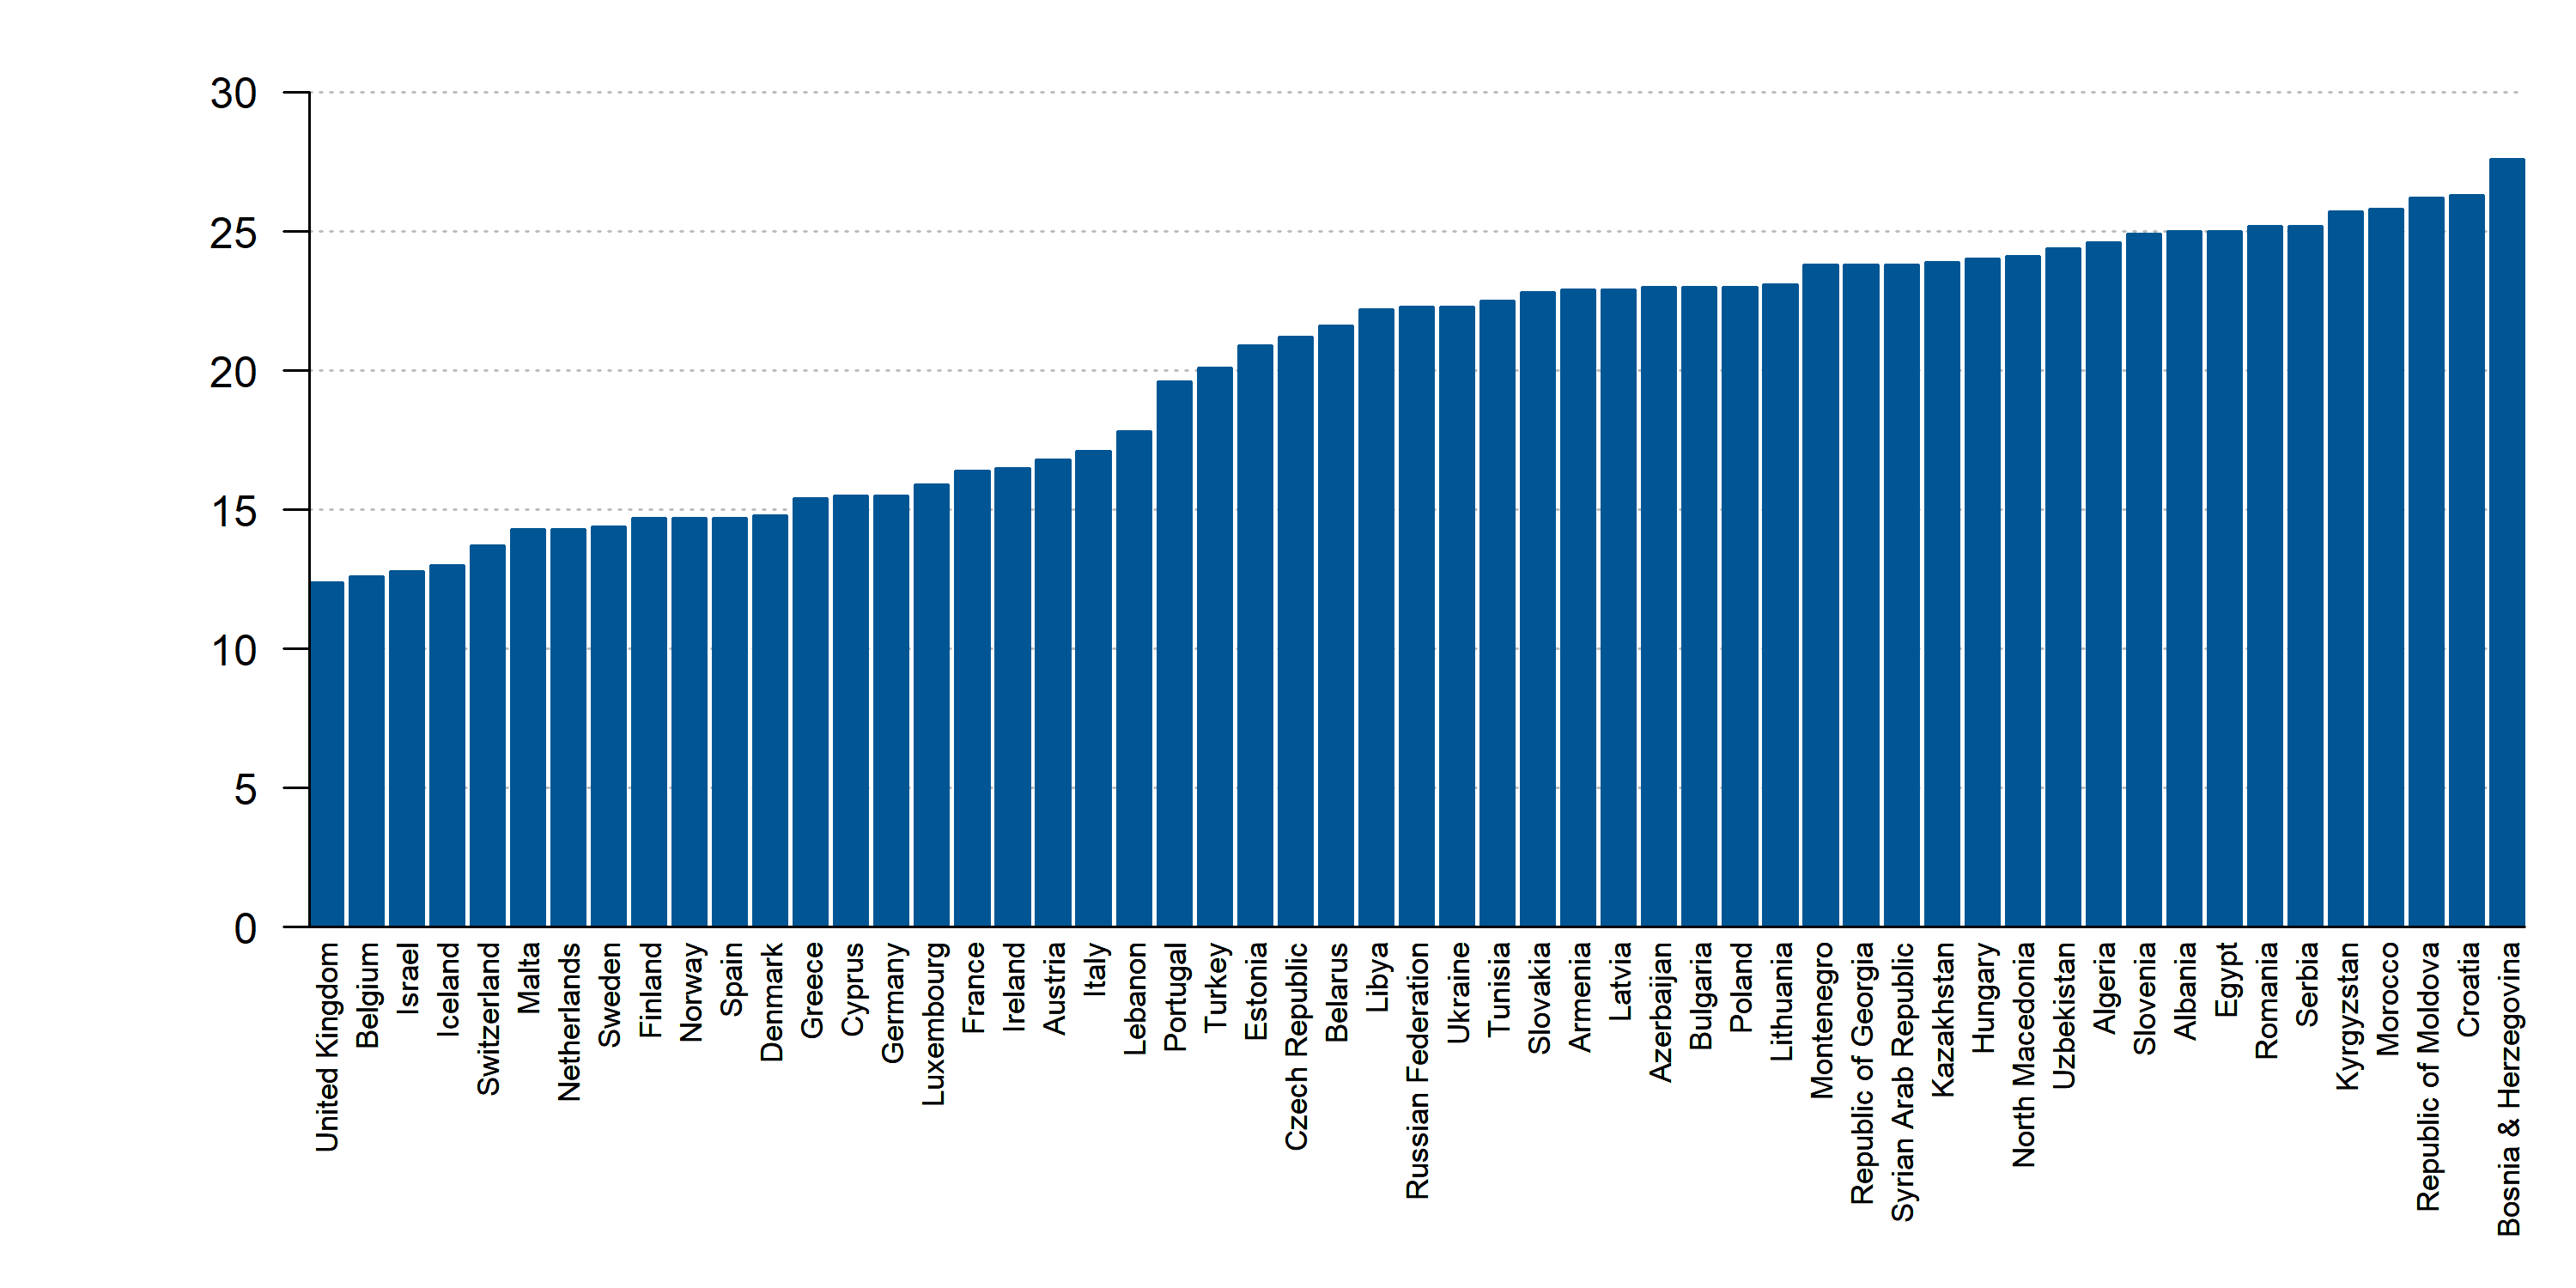 30
25
20
15
10
5
0
United Kingdom
Belgium
Israel
Iceland
Switzerland
Malta
Netherlands
Sweden
Finland
Norway
Spain
Denmark
Greece
Cyprus
Germany
Luxembourg
France
Ireland
Austria
Italy
Lebanon
Portugal
Turkey
Estonia
Czech Republic
Belarus
Libya
Russian Federation
Ukraine
Tunisia
Slovakia
Armenia
Latvia
Azerbaijan
Bulgaria
Poland
Lithuania
Montenegro
Republic of Georgia
Syrian Arab Republic
Kazakhstan
Hungary
North Macedonia
Uzbekistan
Algeria
Slovenia
Albania
Egypt
Romania
Serbia
Kyrgyzstan
Morocco
Republic of Moldova
Croatia
Bosnia & Herzegovina